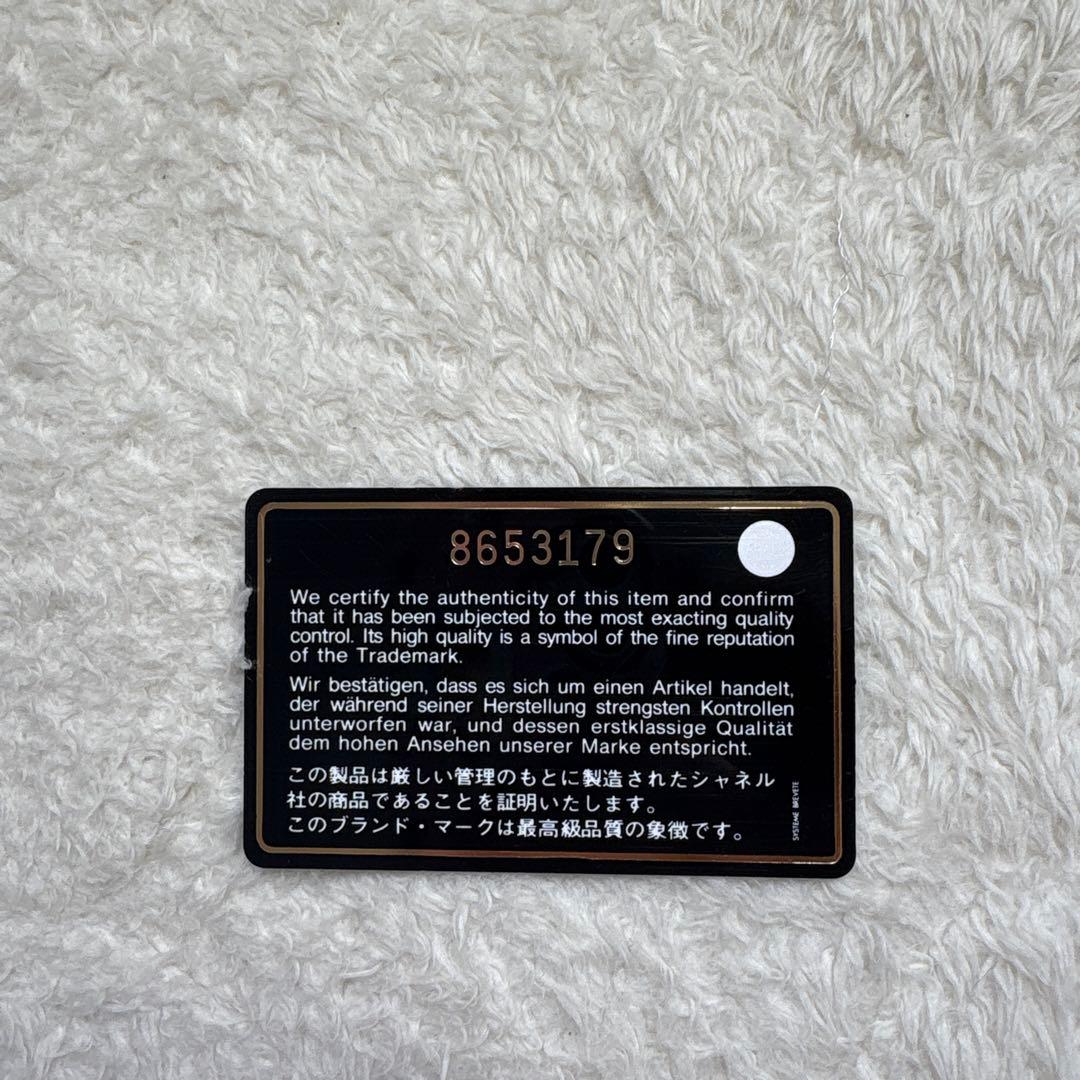 8653179
We certify the authenticity of this item and confirm
that it has been subjected to the most exacting quality
control. Its high quality is a symbol of the fine reputation
of the Trademark.
Wir bestätigen, dass es sich um einen Artikel handelt,
der während seiner Herstellung strengsten Kontrollen
unterworfen war, und dessen erstklassige Qualität
dem hohen Ansehen unserer Marke entspricht.
この製品は厳しい管理のもとに製造されたシャネル
社の商品であることを証明いたします。
このブランド・マークは最高級品質の象徴です。
SYSTEME BREVETE